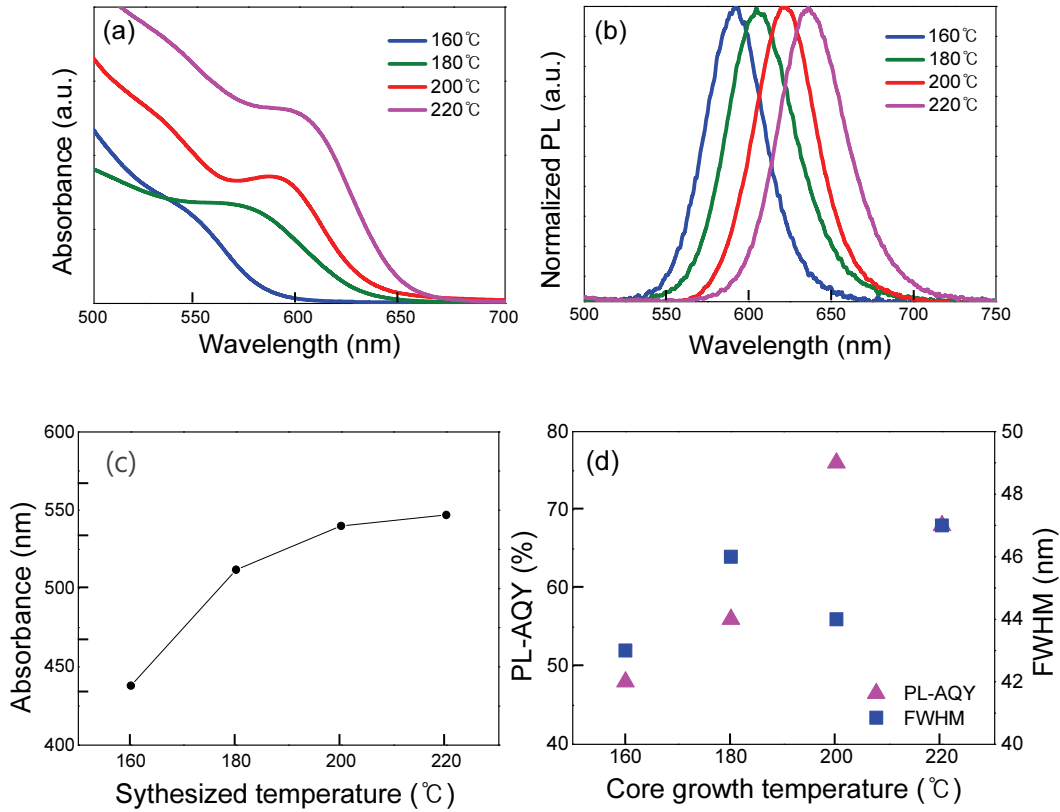 (a)
160℃
180℃
200℃
220℃
Absorbance (a.u.)
500 550 600 650 700
Wavelength (nm)
(b)
160℃
180℃
200℃
220℃
Normalized PL (a.u.)
500 550 600 650 700 750
Wavelength (nm)
(c)
600
550
500
450
400
Absorbance (nm)
160 180 200 220
Sythesized temperature (℃)
(d)
80
70
60
50
40
PL-AQY (%)
50
48
46
44
42
40
FWHM (nm)
PL-AQY
FWHM
160 180 200 220
Core growth temperature (℃)